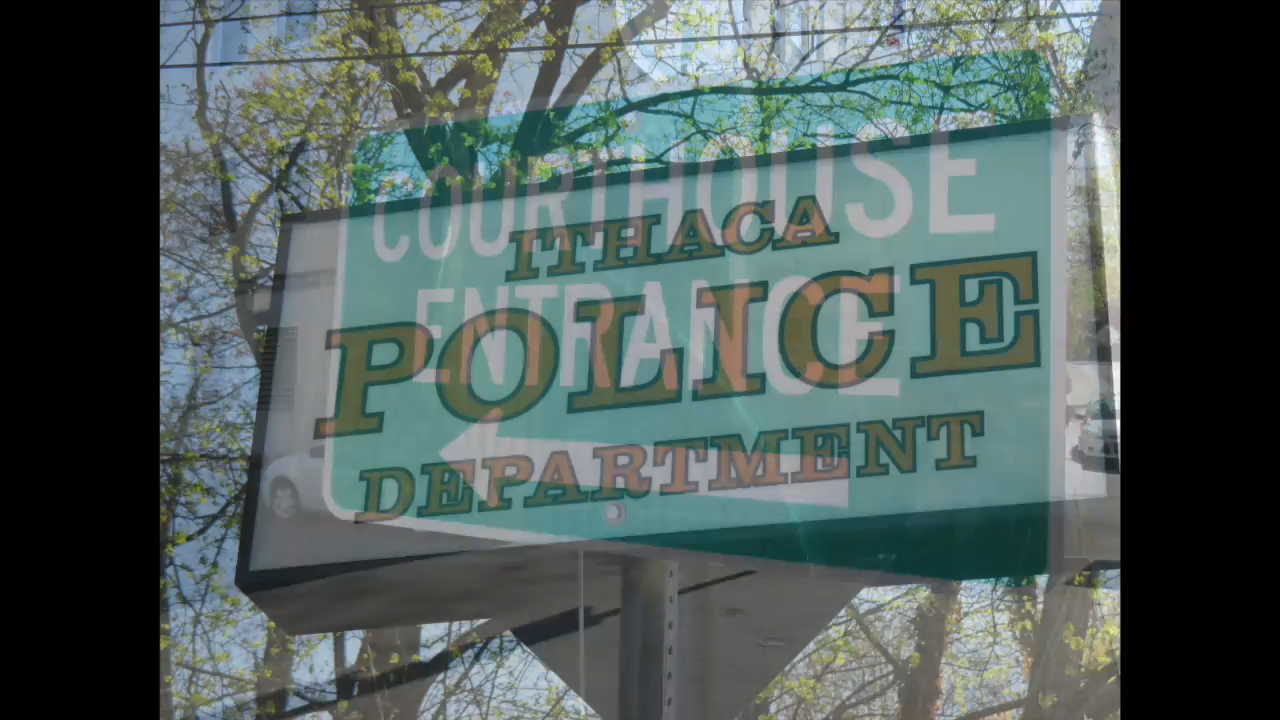 COURTHOUSE
ENTRANCE
ITHACA
POLICE
DEPARTMENT